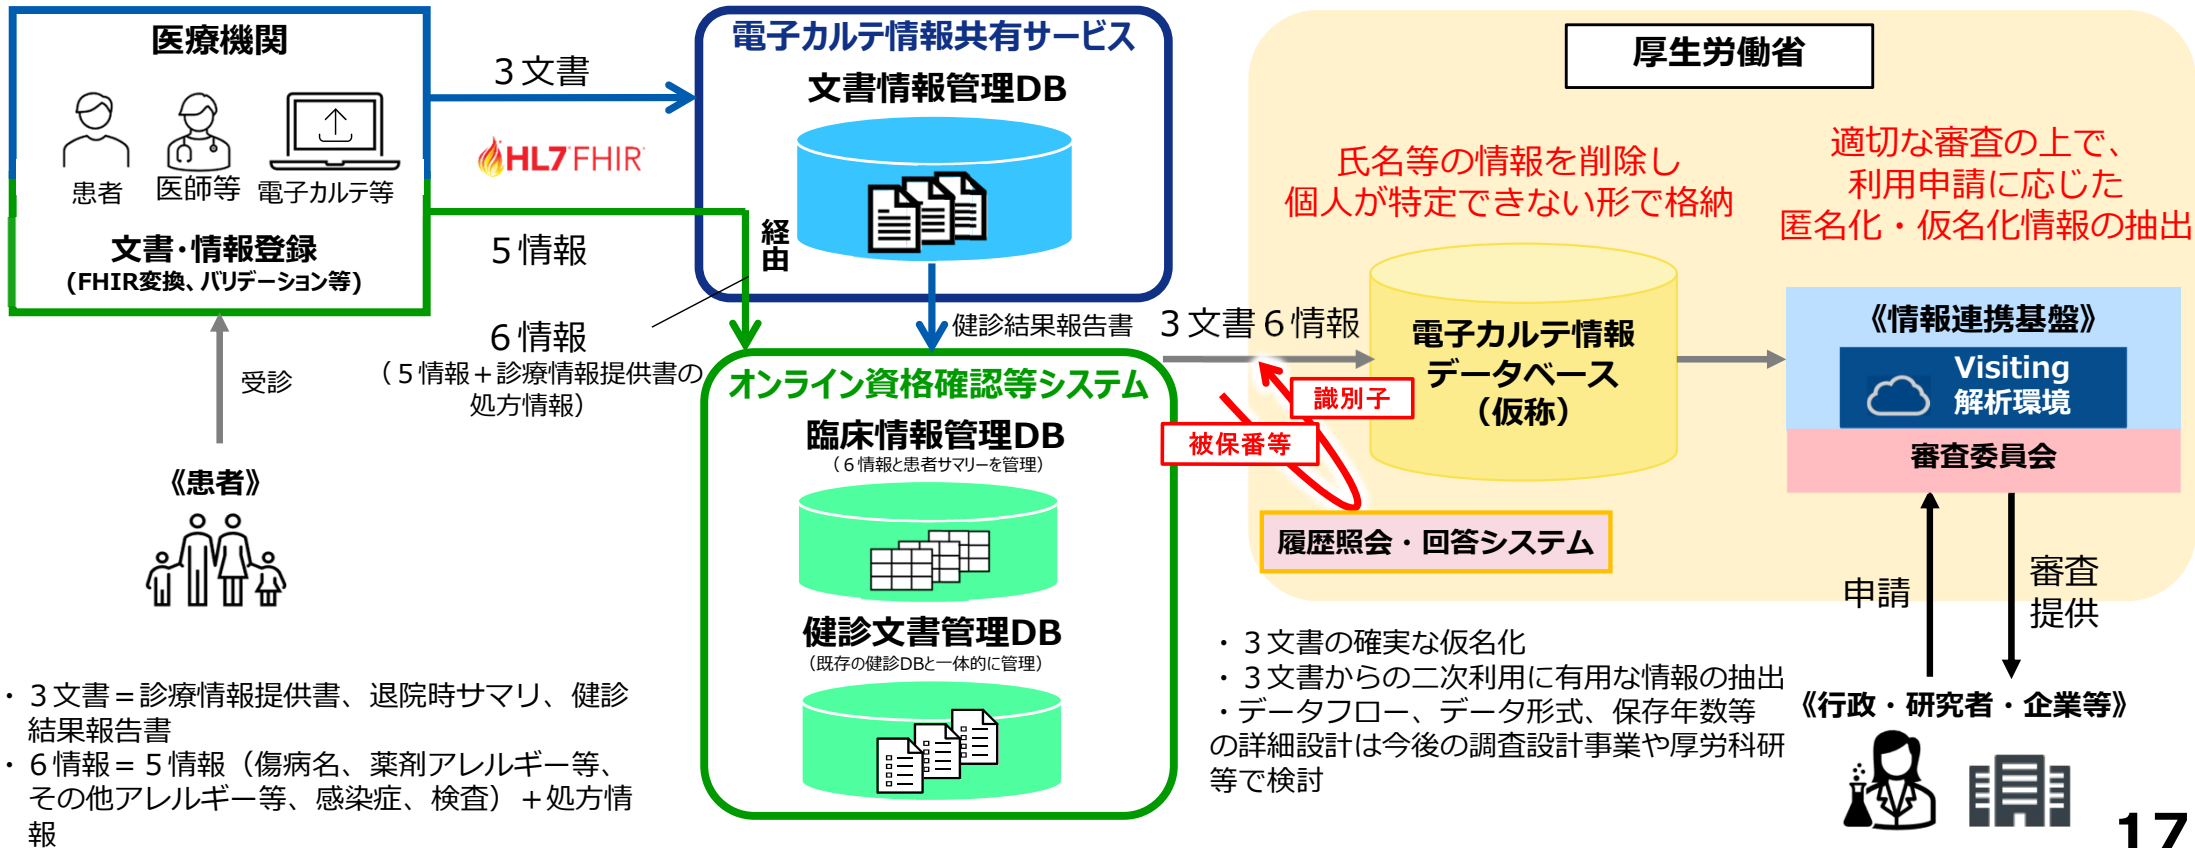 医療機関
患者
医師等
電子カルテ等
文書・情報登録
(FHIR変換、バリデーション等)
受診
《患者》
・３文書＝診療情報提供書、退院時サマリ、健診
結果報告書
・６情報＝５情報（傷病名、薬剤アレルギー等、
その他アレルギー等、感染症、検査）＋処方情
報
３文書
HL7 FHIR
５情報
６情報
（５情報＋診療情報提供書の
処方情報）
電子カルテ情報共有サービス
文書情報管理DB
経由
健診結果報告書
オンライン資格確認等システム
臨床情報管理DB
（６情報と患者サマリーを管理）
健診文書管理DB
（既存の健診DBと一体的に管理）
３文書６情報
識別子
被保番等
履歴照会・回答システム
厚生労働省
氏名等の情報を削除し
個人が特定できない形で格納
電子カルテ情報
データベース
（仮称）
適切な審査の上で、
利用申請に応じた
匿名化・仮名化情報の抽出
《情報連携基盤》
Visiting
解析環境
審査委員会
申請
審査
提供
《行政・研究者・企業等》
・３文書の確実な仮名化
・３文書からの二次利用に有用な情報の抽出
・データフロー、データ形式、保存年数等
の詳細設計は今後の調査設計事業や厚労科研
等で検討
17